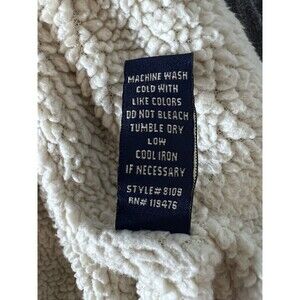 MACHINE WASH
COLD WITH
LIKE COLORS
DO NOT BLEACH
TUMBLE DRY
LOW
COOL IRON
IF NECESSARY
STYLE# 8109
RN# 119476